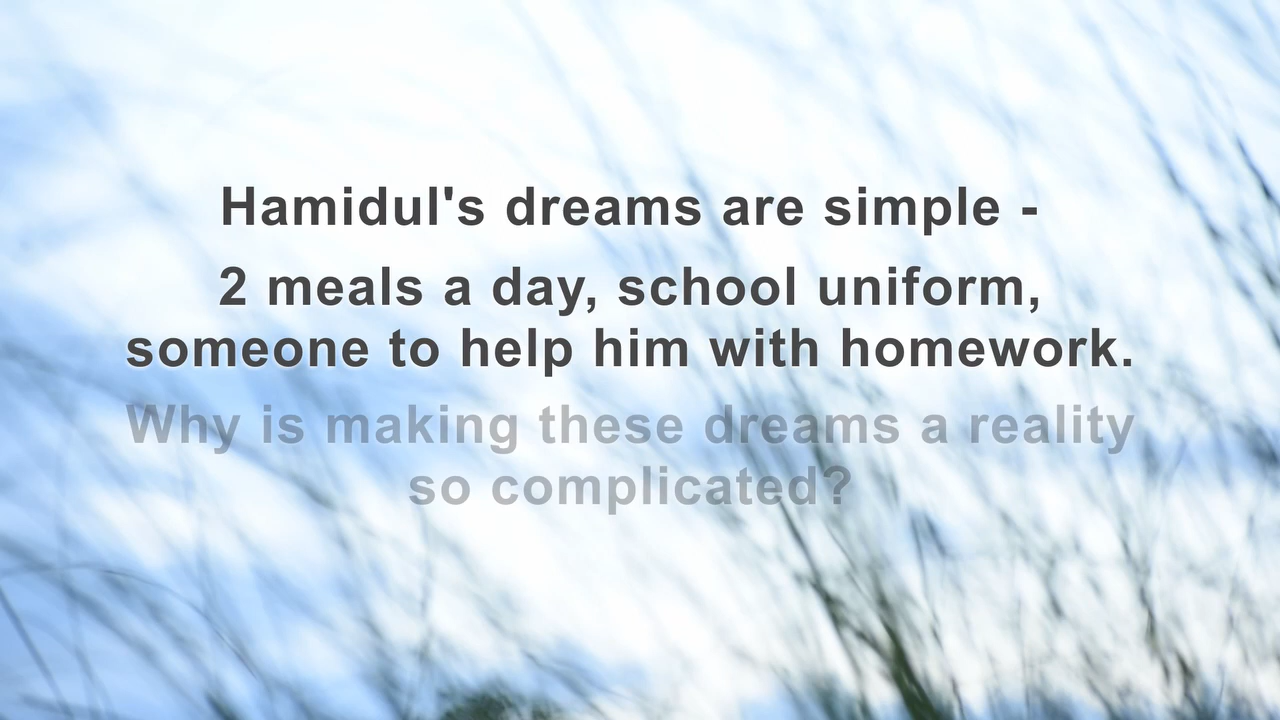 Hamidul's dreams are simple -
2 meals a day, school uniform,
someone to help him with homework.
Why is making these dreams a reality
so complicated?